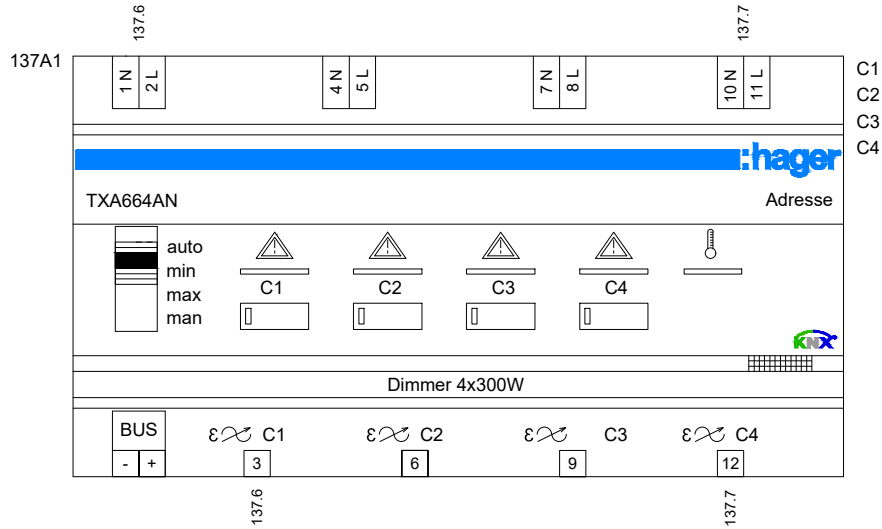 137.6 137.7
137A1
1 N 2 L 4 N 5 L 7 N 8 L 10 N 11 L
C1
C2
C3
C4
:hager
TXA664AN Adresse
auto
min
max
man
C1 C2 C3 C4
KNX
Dimmer 4x300W
BUS
ε C1 ε C2 ε C3 ε C4
- + 3 6 9 12
137.6 137.7